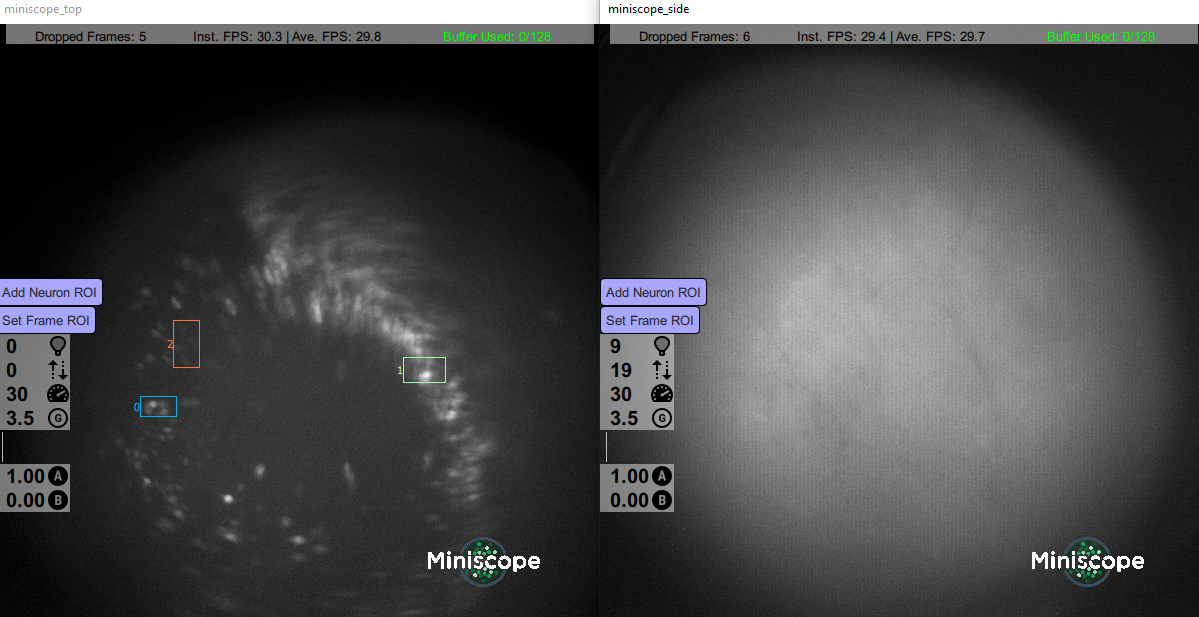 miniscope_top
Dropped Frames: 5 Inst. FPS: 30.3 | Ave. FPS: 29.8 Buffer Used: 0/128
Add Neuron ROI
Set Frame ROI
0
0
30
3.5 G
1.00 A
0.00 B
2
1
0
Miniscope
miniscope_side
Dropped Frames: 6 Inst. FPS: 29.4 | Ave. FPS: 29.7 Buffer Used: 0/128
Add Neuron ROI
Set Frame ROI
9
19
30
3.5 G
1.00 A
0.00 B
Miniscope